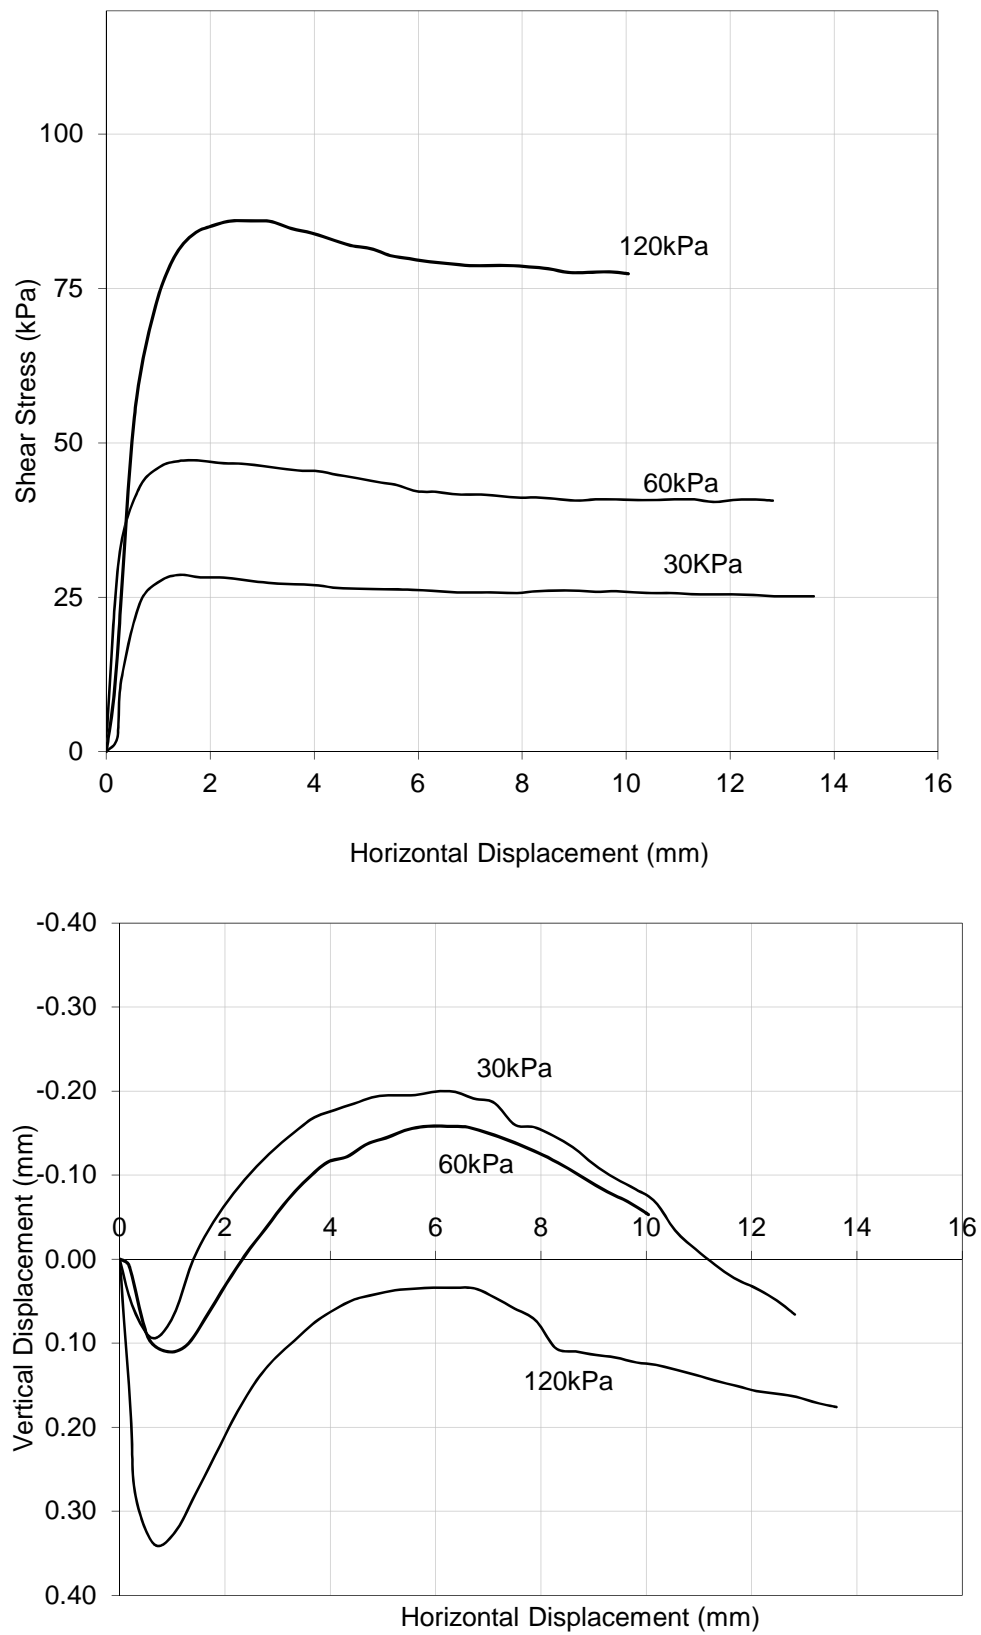 100
120kPa
75
Shear Stress (kPa)
50
60kPa
30KPa
25
0
0 2 4 6 8 10 12 14 16
Horizontal Displacement (mm)
-0.40
-0.30
30kPa
-0.20
60kPa
-0.10
Vertical Displacement (mm)
0 2 4 6 8 10 12 14 16
0.00
0.10
120kPa
0.20
0.30
0.40
Horizontal Displacement (mm)